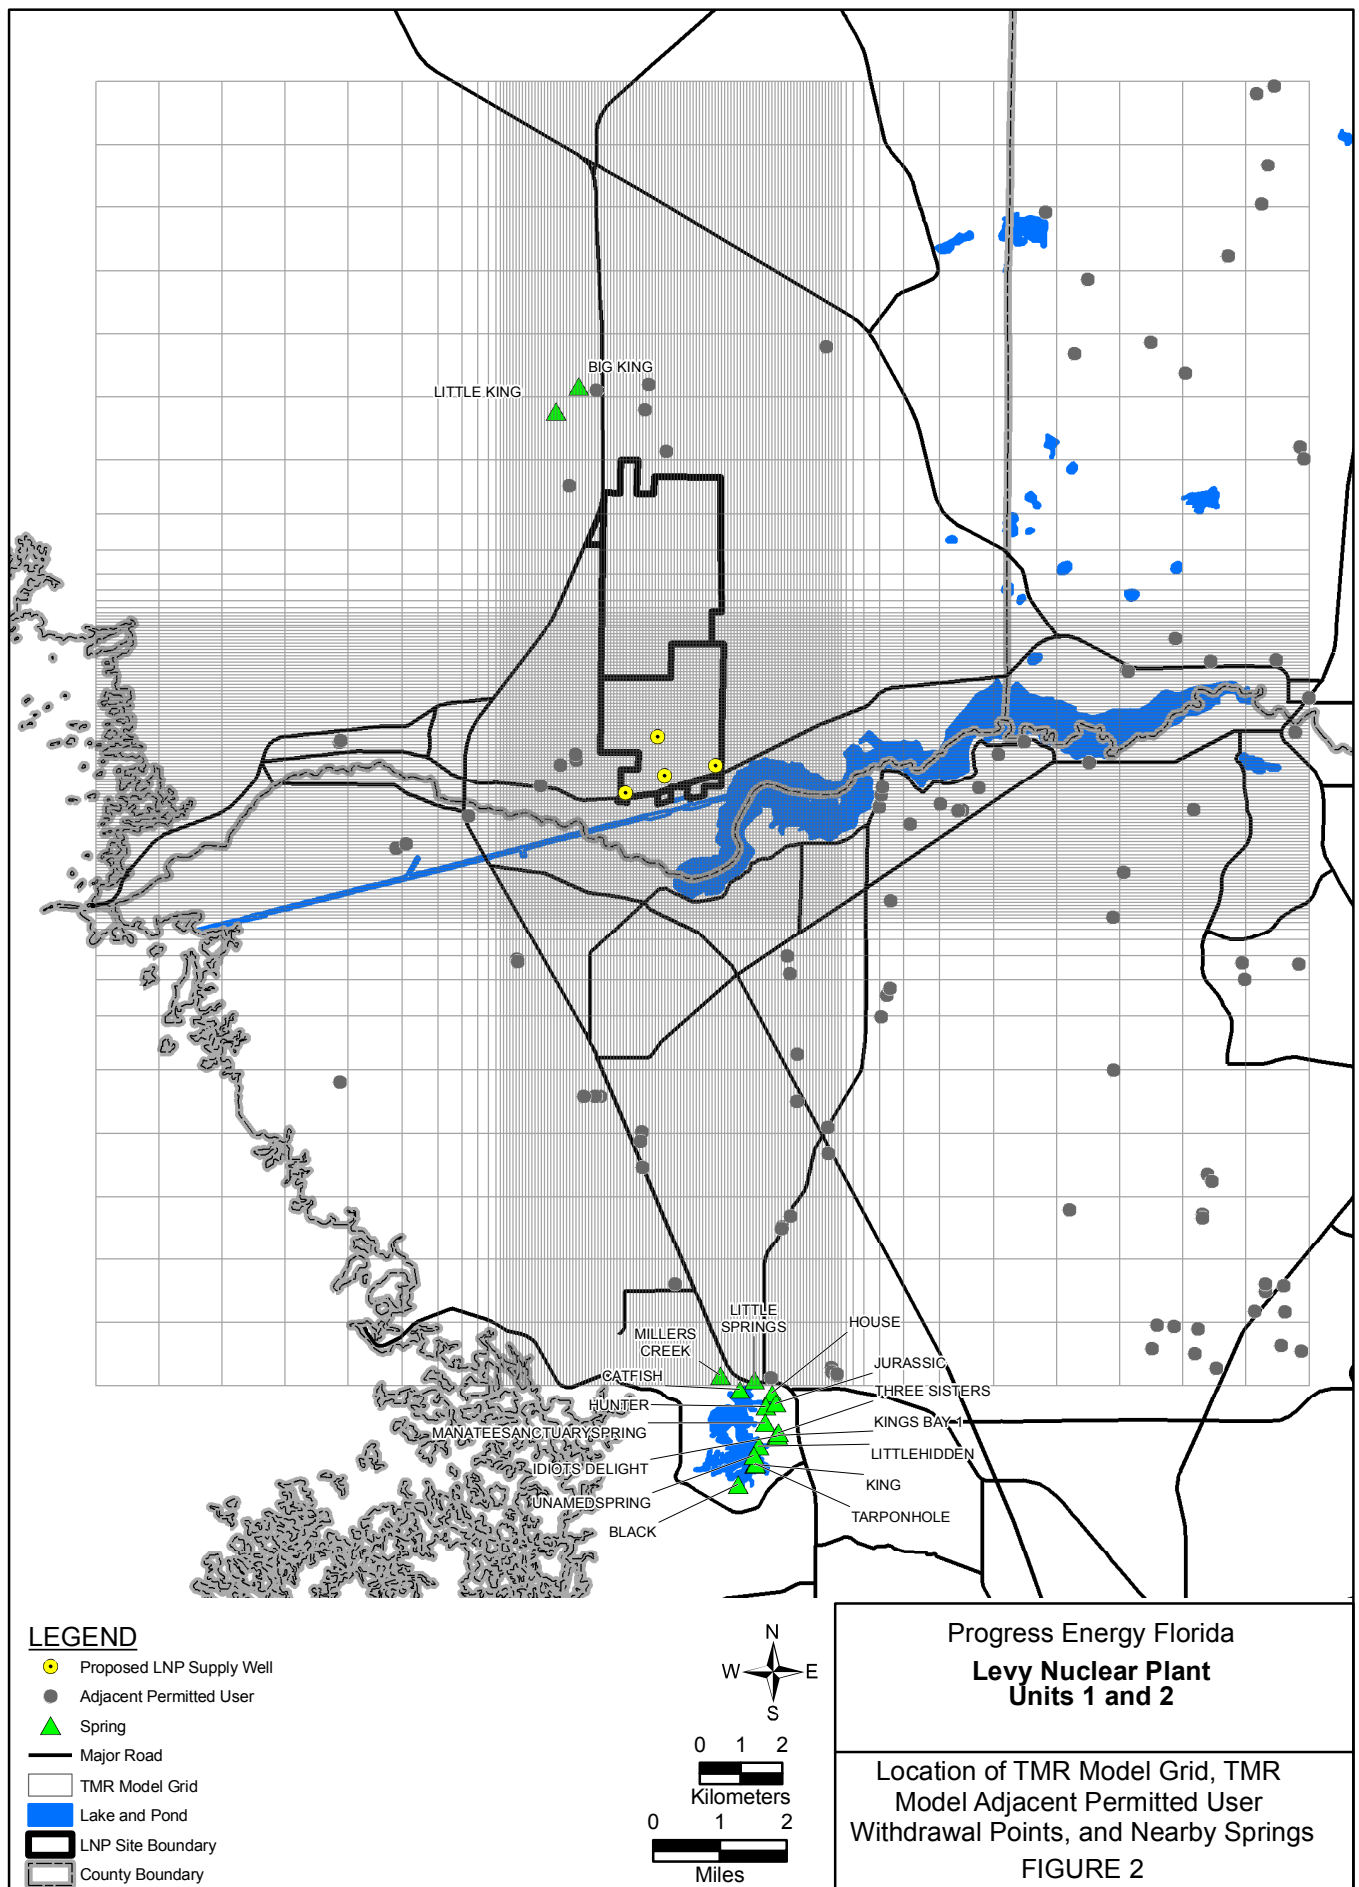 BIG KING
LITTLE KING
LITTLE
SPRINGS
HOUSE
MILLERS
CREEK
JURASSIC
CATFISH
THREE SISTERS
HUNTER
KINGS BAY 1
MANATEESANCTUARYSPRING
LITTLEHIDDEN
IDIOTS DELIGHT
KING
UNAMEDSPRING
TARPONHOLE
BLACK
LEGEND
Proposed LNP Supply Well
Adjacent Permitted User
Spring
Major Road
TMR Model Grid
Lake and Pond
LNP Site Boundary
County Boundary
N
W E
S
0 1 2
Kilometers
0 1 2
Miles
Progress Energy Florida
Levy Nuclear Plant
Units 1 and 2
Location of TMR Model Grid, TMR
Model Adjacent Permitted User
Withdrawal Points, and Nearby Springs
FIGURE 2